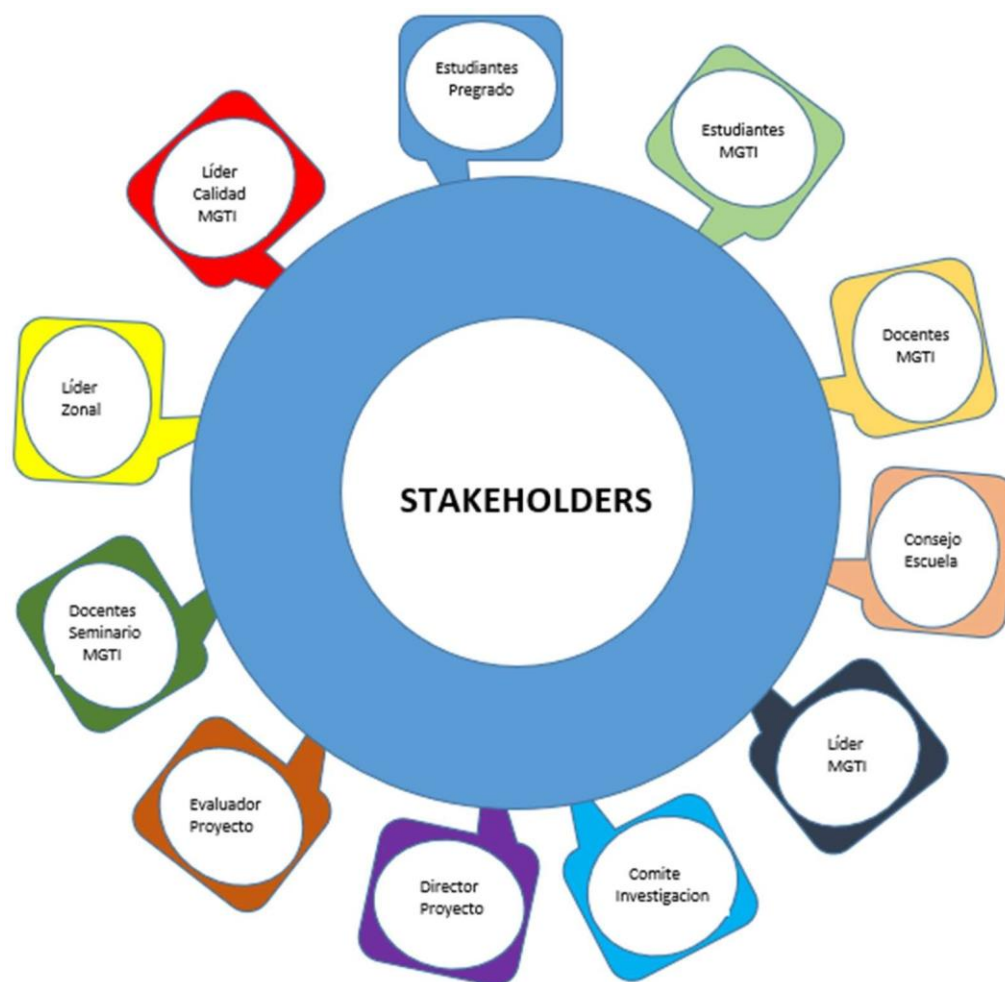 Estudiantes
Pregrado
Estudiantes
MGTI
Líder
Calidad
MGTI
Docentes
MGTI
Líder
Zonal
STAKEHOLDERS
Consejo
Escuela
Docentes
Seminario
MGTI
Líder
MGTI
Evaluador
Proyecto
Director
Proyecto
Comite
Investigacion